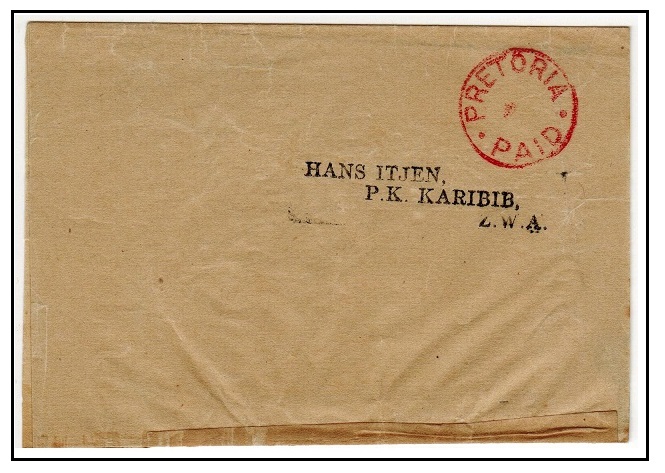 PRETORIA
PAID
HANS ITJEN,
P.K. KARIBIB,
Z.W.A.